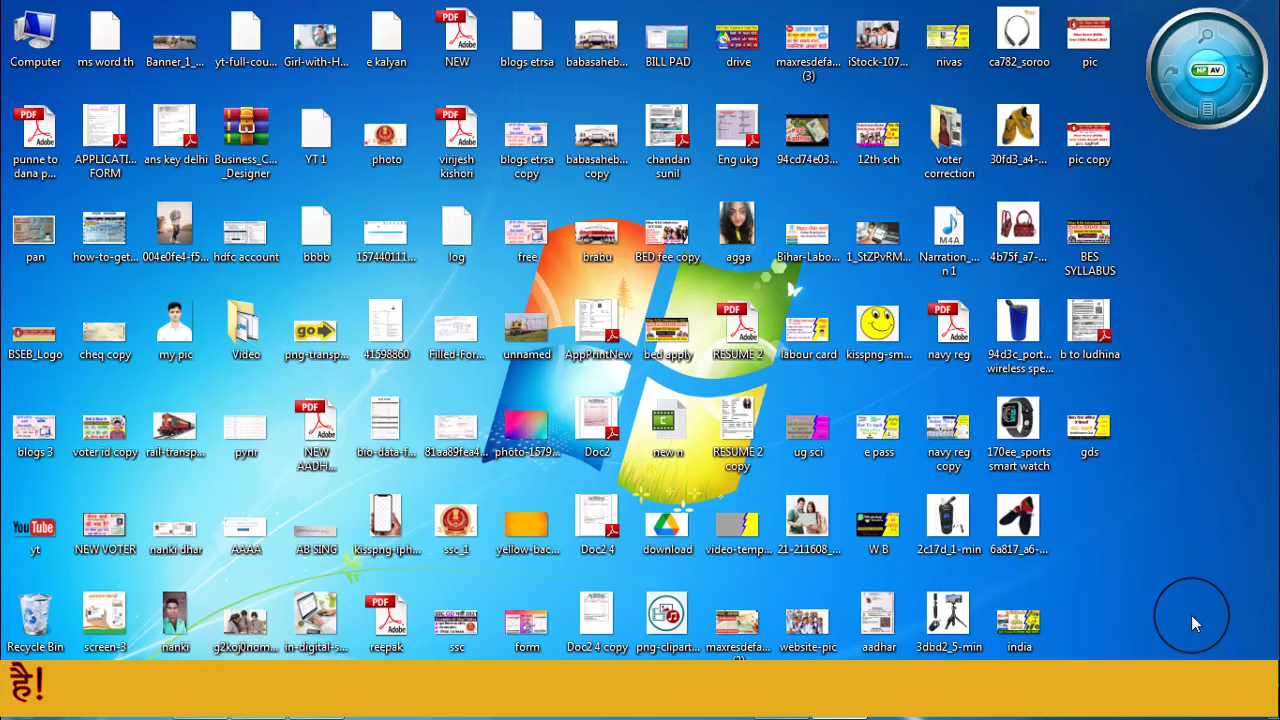 Computer
ms word th
Banner_1_...
yt-full-cou...
Girl-with-H...
e kalyan
NEW
blogs etrsa
babasaheb...
BILL PAD
drive
maxresdefa...
(3)
iStock-107...
nivas
ca782_soroo
pic
punne to
dana p...
APPLICATI...
FORM
ans key delhi
Business_C...
_Designer
YT 1
photo
virijesh
kishori
blogs etrsa
copy
babasaheb...
copy
chandan
sunil
Eng ukg
94cd74e03...
12th sch
voter
correction
30fd3_a4-...
pic copy
pan
how-to-get...
004e0fe4-f5...
hdfc account
bbbb
157440111...
log
free
brabu
BED fee copy
agga
Bihar-Labo...
1_StZPvRM...
Narration_...
n 1
4b75f_a7-...
BES
SYLLABUS
BSEB_Logo
cheq copy
my pic
Video
png-transp...
41598860
Filled-For...
unnamed
AppPrintNew
bed apply
RESUME 2
labour card
kisspng-sm...
navy reg
94d3c_port...
wireless spe...
b to ludhina
blogs 3
voter id copy
rail-transp...
pynr
NEW
AADH...
bio-data-f...
81aa89fea4...
photo-1579...
Doc2
new n
RESUME 2
copy
ug sci
e pass
navy reg
copy
170ee_sports
smart watch
gds
yt
NEW VOTER
nanki dhar
AAAA
AB SING
kisspng-iph...
ssc_1
yellow-bac...
Doc2 4
download
video-temp...
21-211608_...
W B
2c17d_1-min
6a817_a6-...
Recycle Bin
screen-3
nanki
g2koj0nom...
in-digital-s...
reepak
ssc
form
Doc2 4 copy
png-clipart...
maxresdefa...
website-pic
aadhar
3dbd2_5-min
india
है!